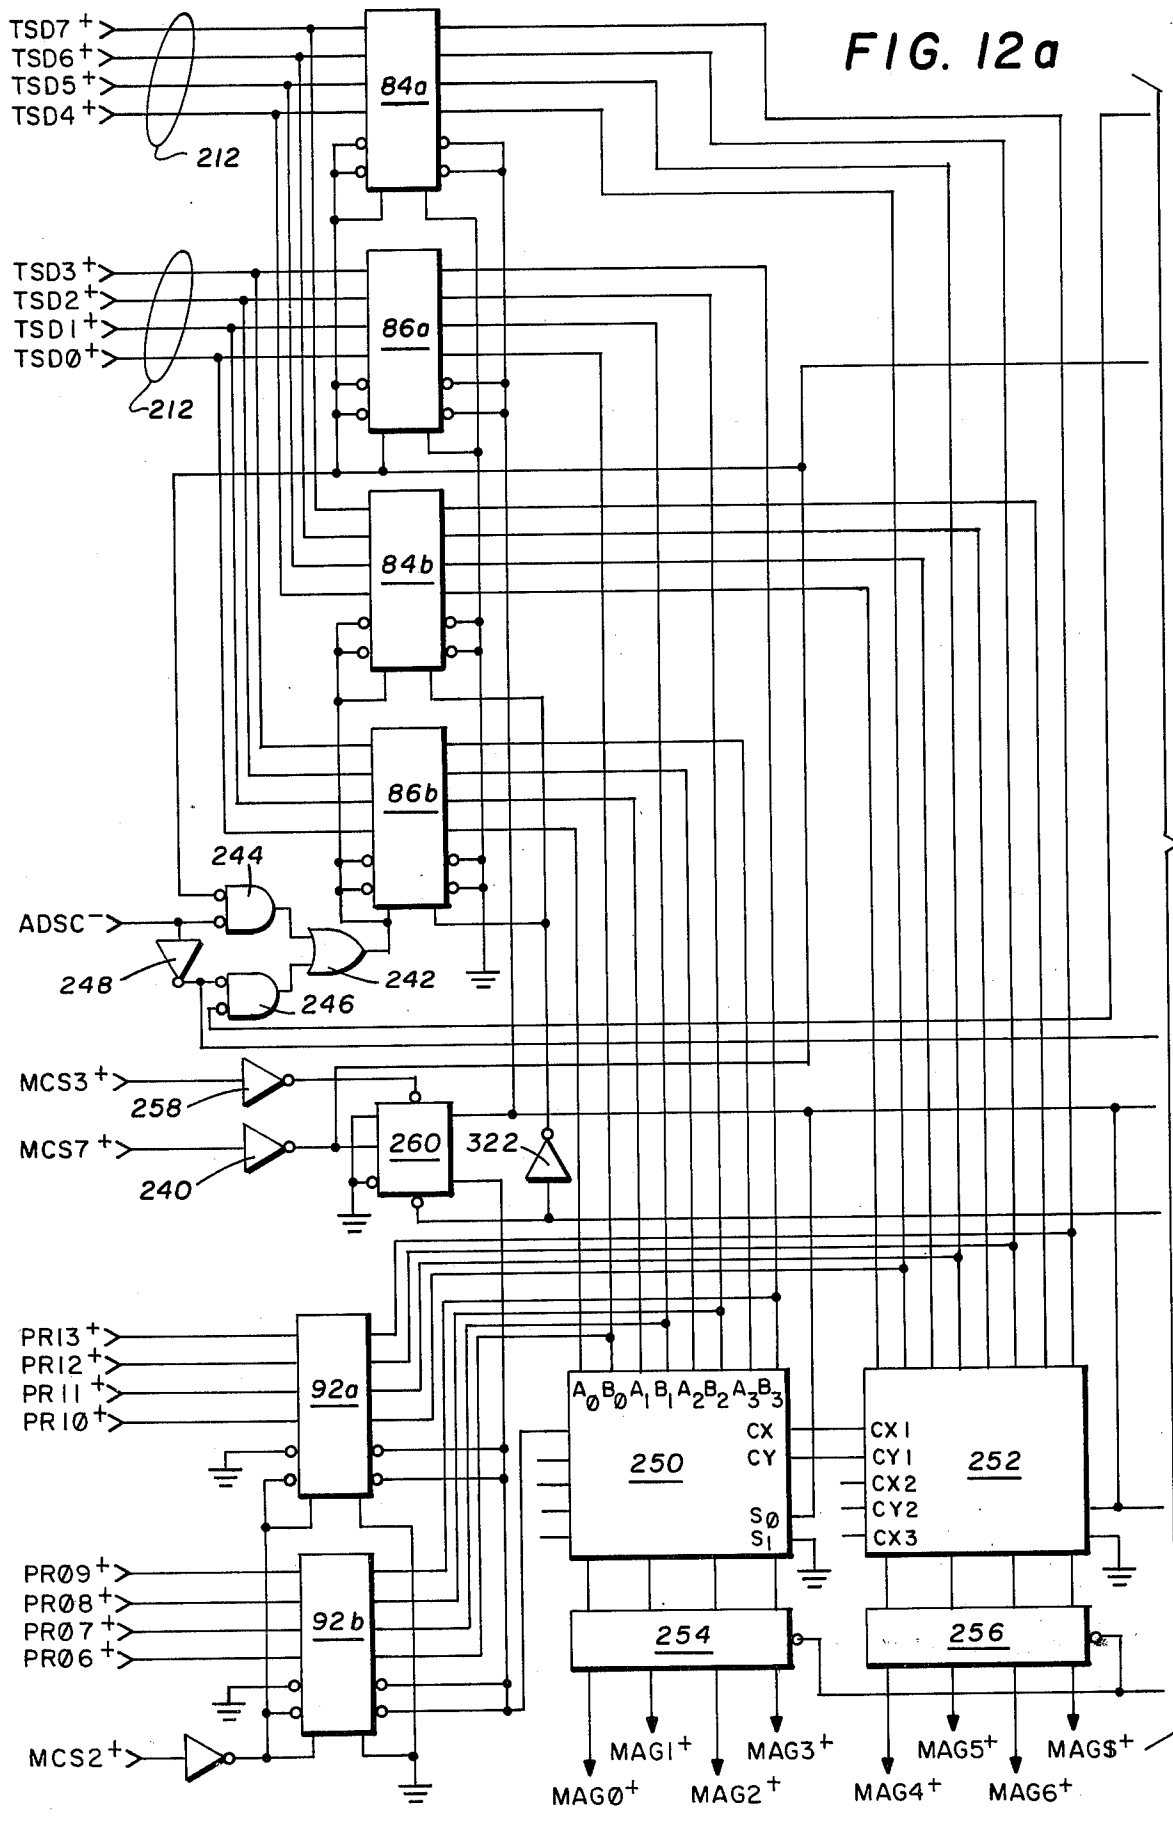 FIG. 12a
TSD7+
TSD6+
TSD5+
TSD4+
84a
212
TSD3+
TSD2+
TSD1+
TSD0+
86a
212
84b
86b
244
ADSC-
248
242
246
MCS3+
258
MCS7+
260
322
240
PR13+
PR12+
PR11+
PR10+
92a
A0 B0 A1 B1 A2 B2 A3 B3
CX
CY
250
S0
S1
CX1
CY1
CX2
CY2
CX3
252
PR09+
PR08+
PR07+
PR06+
92b
254
256
MCS2+
MAG1+
MAG3+
MAG5+
MAG$+
MAG0+
MAG2+
MAG4+
MAG6+